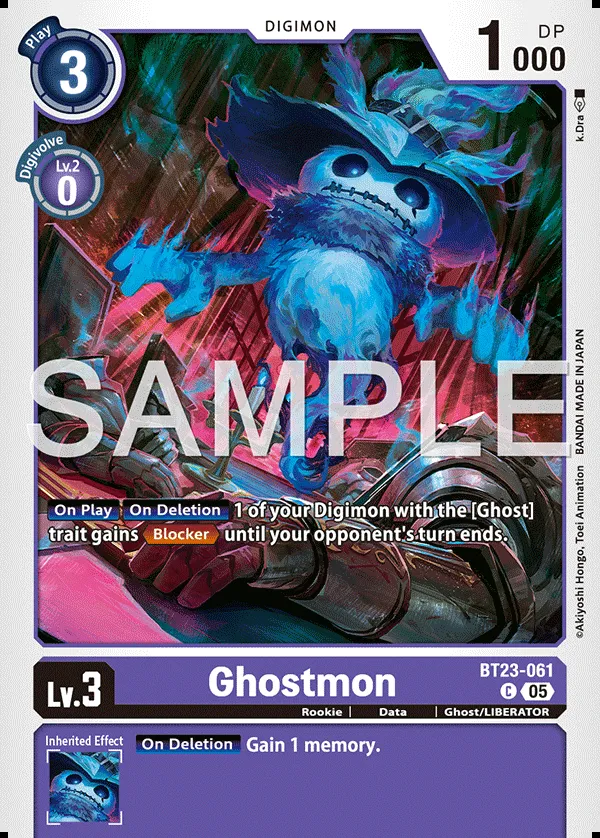 DIGIMON
Play
3
1000
DP
Digivolve
Lv.2
0
k.Dra
SAMPLE
On Play On Deletion 1 of your Digimon with the [Ghost]
trait gains Blocker until your opponent's turn ends.
©Akiyoshi Hongo, Toei Animation BANDAI MADE IN JAPAN
Lv.3
Ghostmon
BT23-061
C 05
Rookie | Data | Ghost/LIBERATOR
Inherited Effect
On Deletion Gain 1 memory.